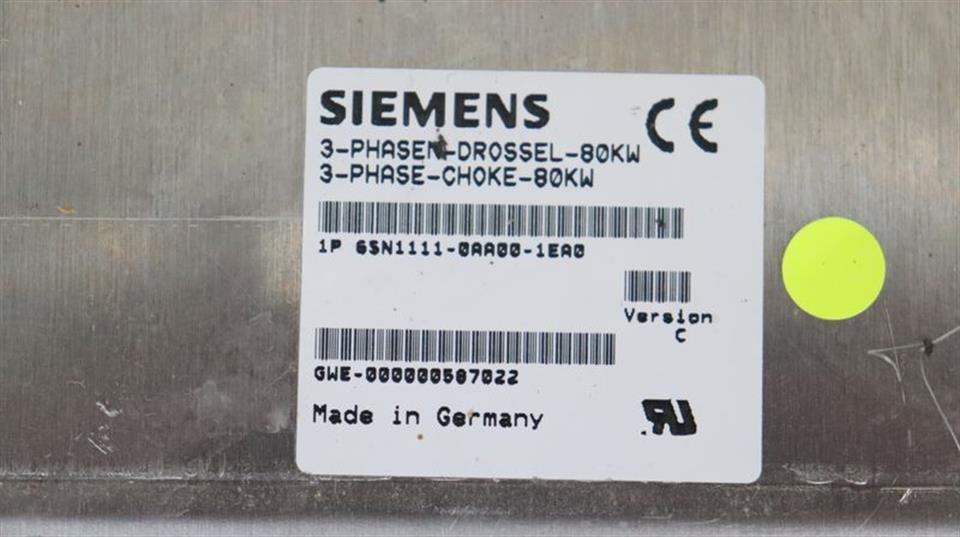 SIEMENS
CE
3-PHASEN-DROSSEL-80KW
3-PHASE-CHOKE-80KW
1P 6SN1111-0AA00-1EA0
Version
C
GWE-000000587022
Made in Germany
RU